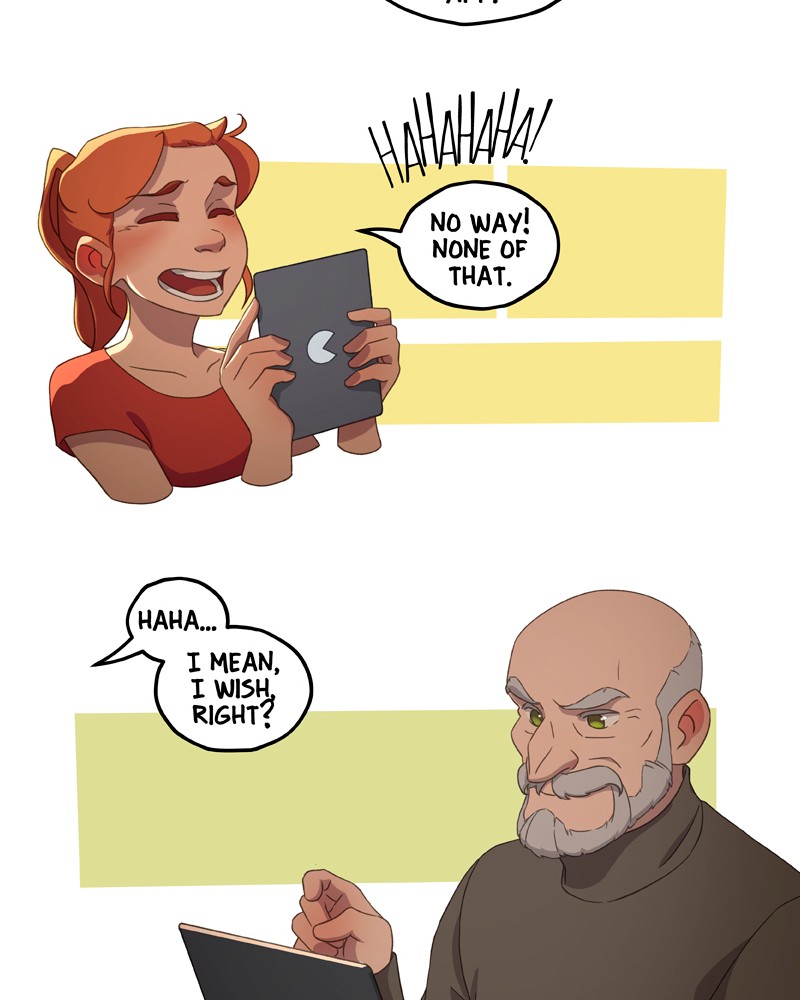 HAHAHAHA!
NO WAY!
NONE OF
THAT.
HAHA...
I MEAN,
I WISH,
RIGHT?